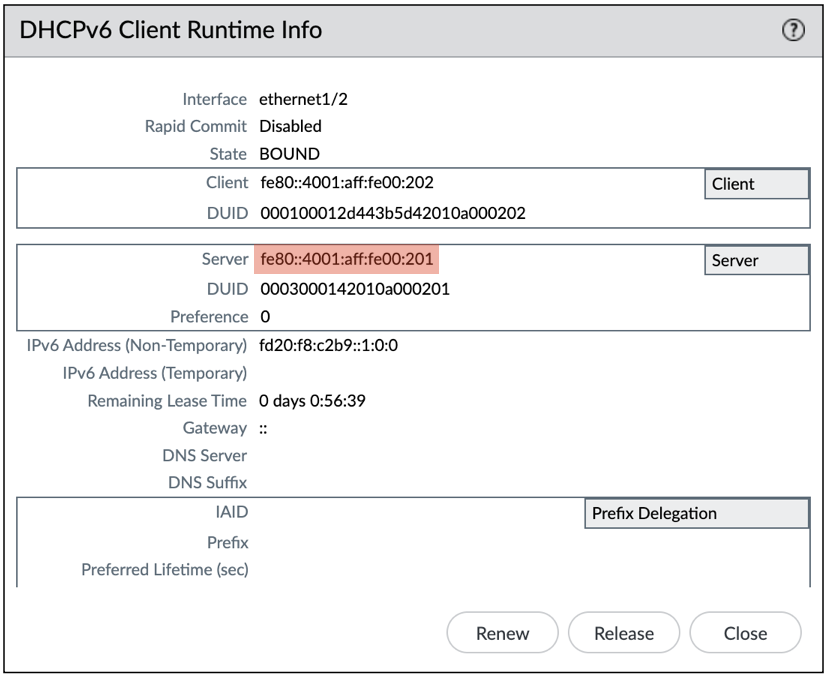 DHCPv6 Client Runtime Info ?
Interface ethernet1/2
Rapid Commit Disabled
State BOUND
Client fe80::4001:aff:fe00:202 Client
DUID 000100012d443b5d42010a000202
Server fe80::4001:aff:fe00:201 Server
DUID 0003000142010a000201
Preference 0
IPv6 Address (Non-Temporary) fd20:f8:c2b9::1:0:0
IPv6 Address (Temporary)
Remaining Lease Time 0 days 0:56:39
Gateway ::
DNS Server
DNS Suffix
IAID Prefix Delegation
Prefix
Preferred Lifetime (sec)
Renew Release Close